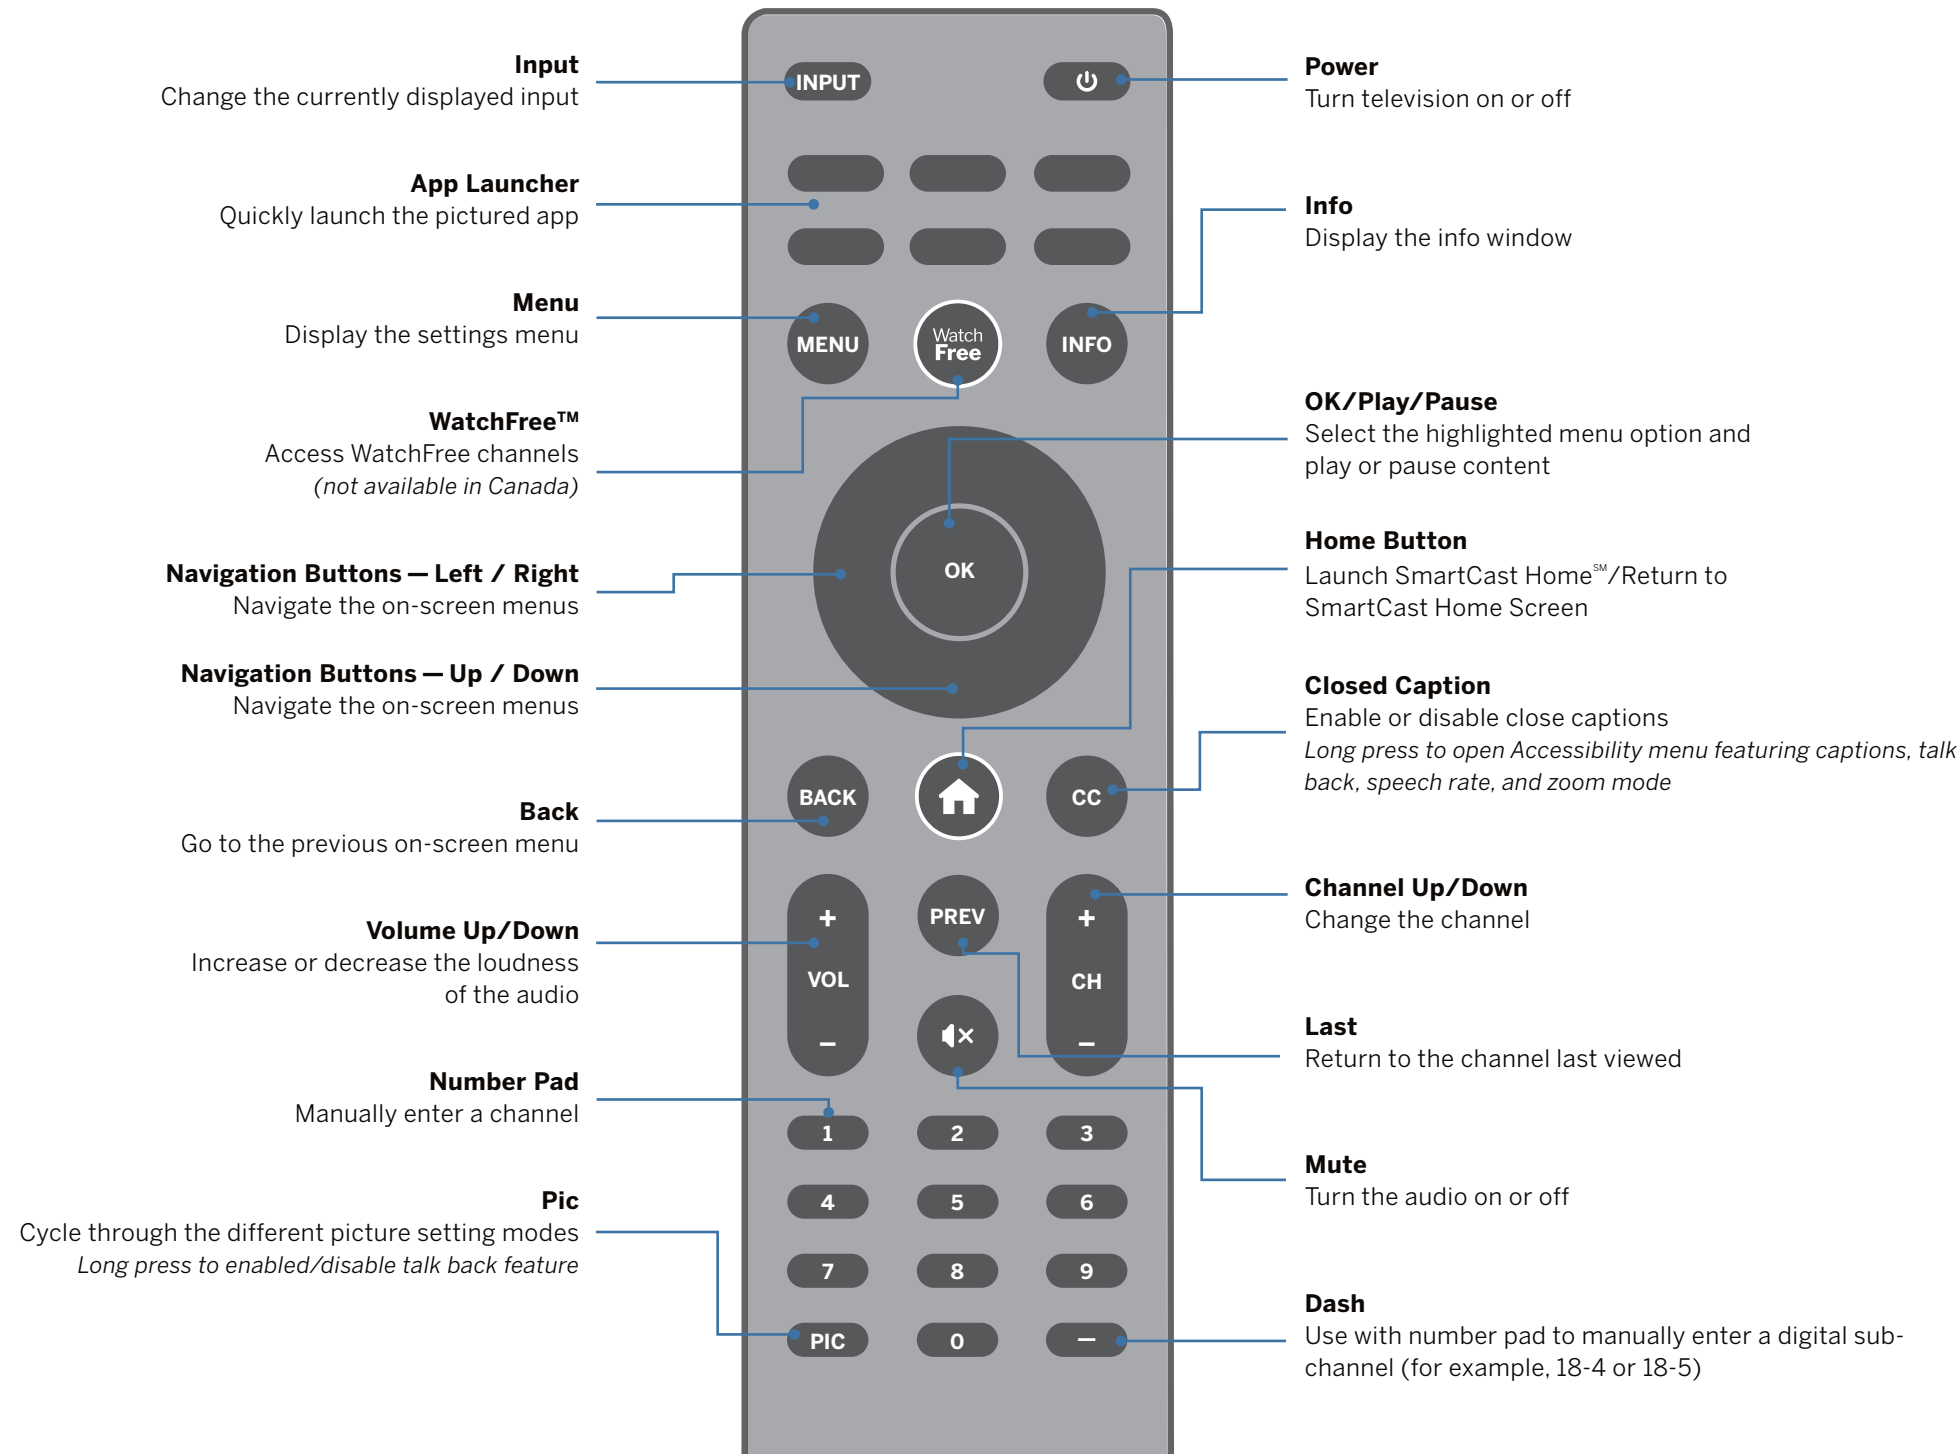 Input
Change the currently displayed input
App Launcher
Quickly launch the pictured app
Menu
Display the settings menu
WatchFree™
Access WatchFree channels
(not available in Canada)
Navigation Buttons — Left / Right
Navigate the on-screen menus
Navigation Buttons — Up / Down
Navigate the on-screen menus
Back
Go to the previous on-screen menu
Volume Up/Down
Increase or decrease the loudness
of the audio
Number Pad
Manually enter a channel
Pic
Cycle through the different picture setting modes
Long press to enabled/disable talk back feature
INPUT
MENU
Watch
Free
INFO
OK
BACK
CC
+
VOL
–
PREV
+
CH
–
1 2 3
4 5 6
7 8 9
PIC 0 –
Power
Turn television on or off
Info
Display the info window
OK/Play/Pause
Select the highlighted menu option and
play or pause content
Home Button
Launch SmartCast Home℠/Return to
SmartCast Home Screen
Closed Caption
Enable or disable close captions
Long press to open Accessibility menu featuring captions, talk
back, speech rate, and zoom mode
Channel Up/Down
Change the channel
Last
Return to the channel last viewed
Mute
Turn the audio on or off
Dash
Use with number pad to manually enter a digital sub-
channel (for example, 18-4 or 18-5)